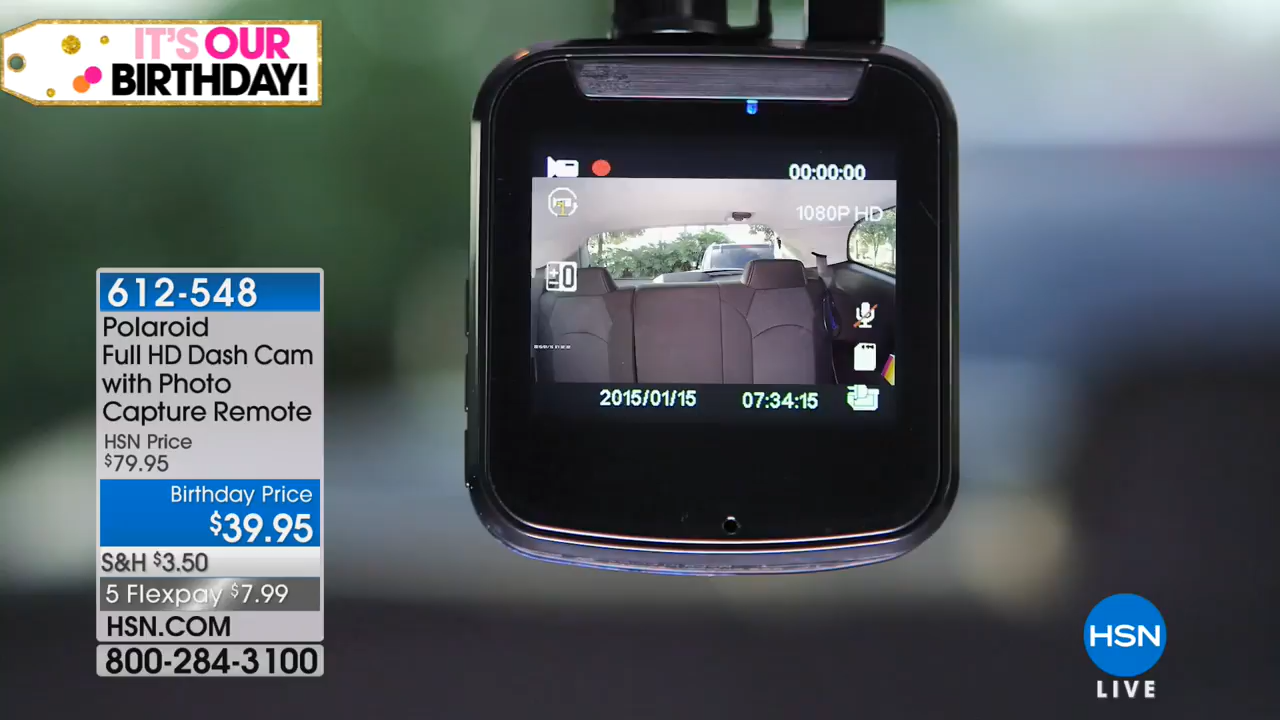 IT'S OUR
BIRTHDAY!
612-548
Polaroid
Full HD Dash Cam
with Photo
Capture Remote
HSN Price
$79.95
Birthday Price
$39.95
S&H $3.50
5 Flexpay $7.99
HSN.COM
800-284-3100
00:00:00
1080P HD
±0
2015/01/15 07:34:15
HSN
LIVE